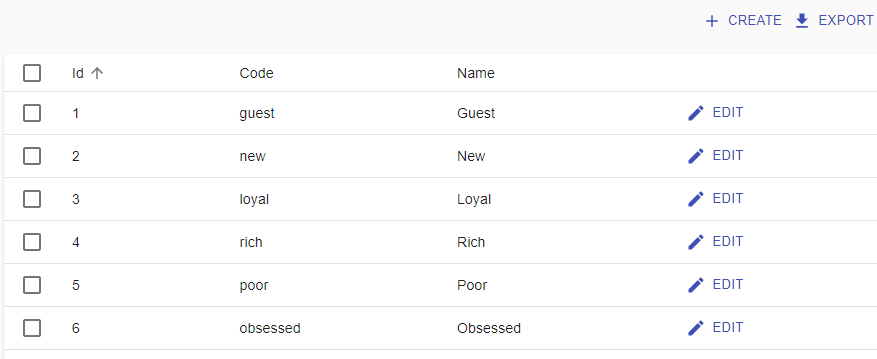 CREATE EXPORT
Id Code Name
1 guest Guest EDIT
2 new New EDIT
3 loyal Loyal EDIT
4 rich Rich EDIT
5 poor Poor EDIT
6 obsessed Obsessed EDIT